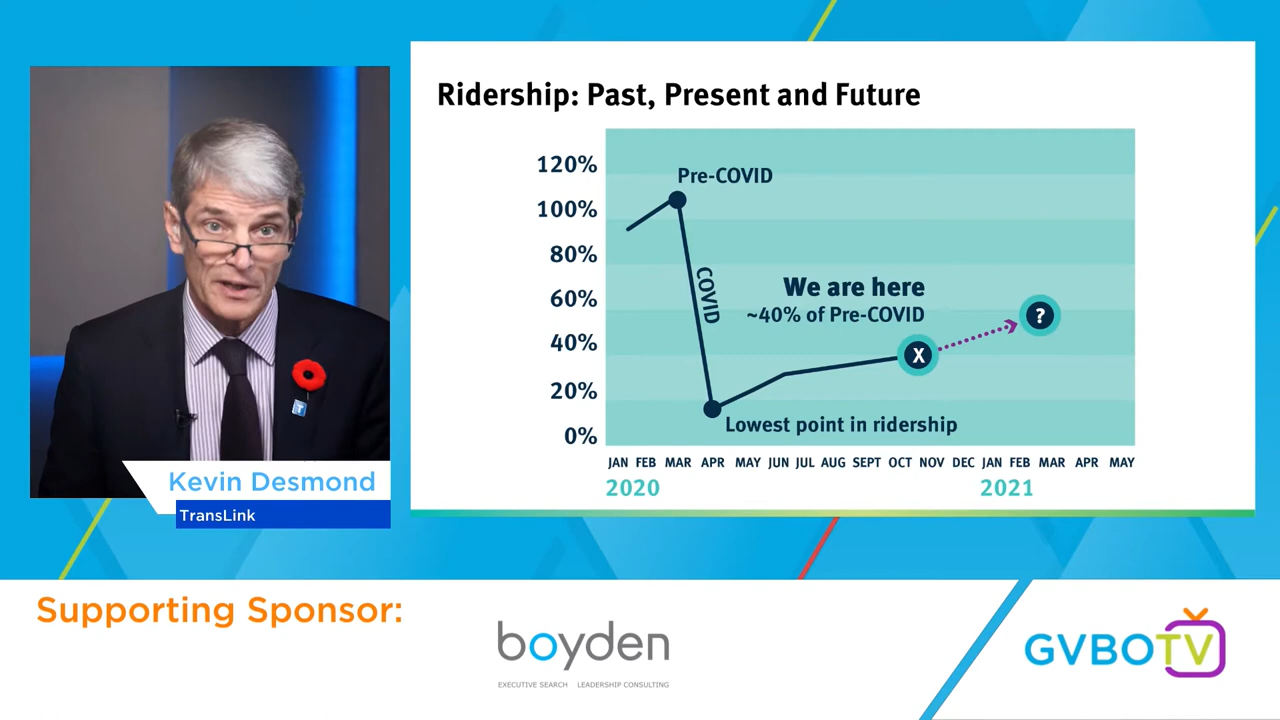 Ridership: Past, Present and Future
120%
100%
80%
60%
40%
20%
0%
Pre-COVID
COVID
We are here
~40% of Pre-COVID
X
?
Lowest point in ridership
JAN FEB MAR APR MAY JUN JUL AUG SEPT OCT NOV DEC JAN FEB MAR APR MAY
2020 2021
Kevin Desmond
TransLink
Supporting Sponsor:
boyden
EXECUTIVE SEARCH LEADERSHIP CONSULTING
GVBOTV